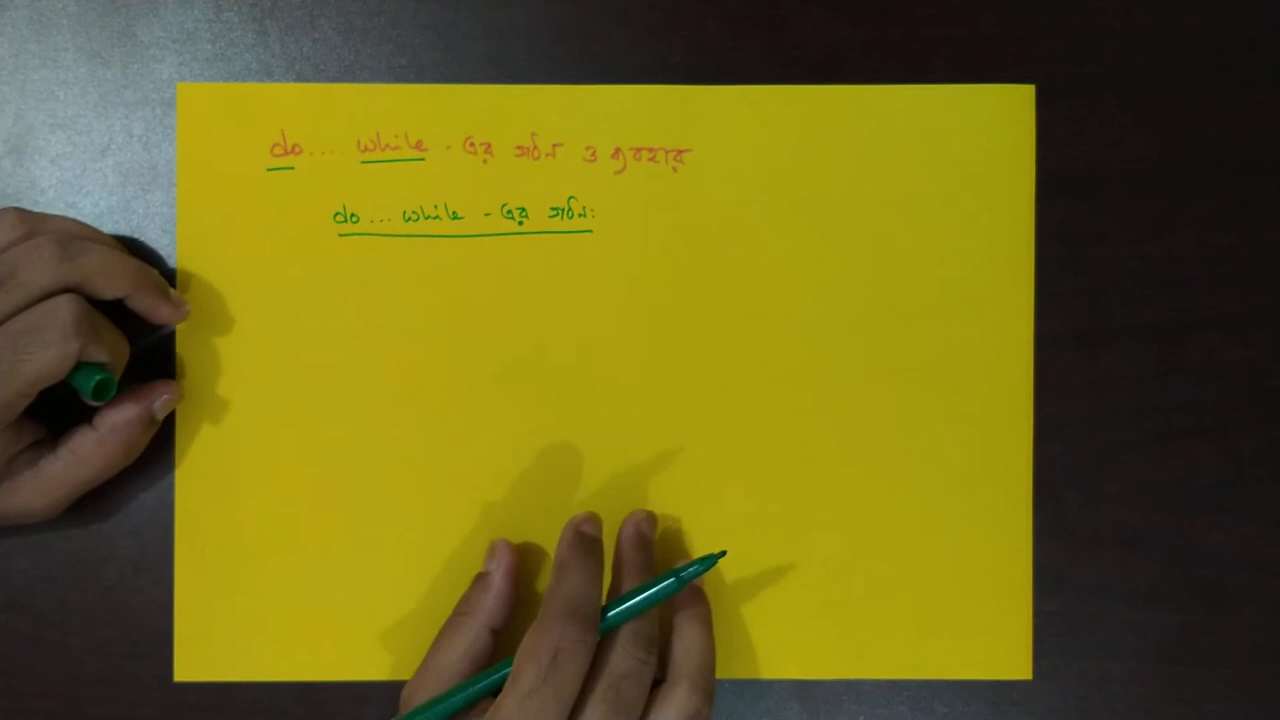 do.... while - এর গঠন ও ব্যবহার
do... while - এর গঠন: